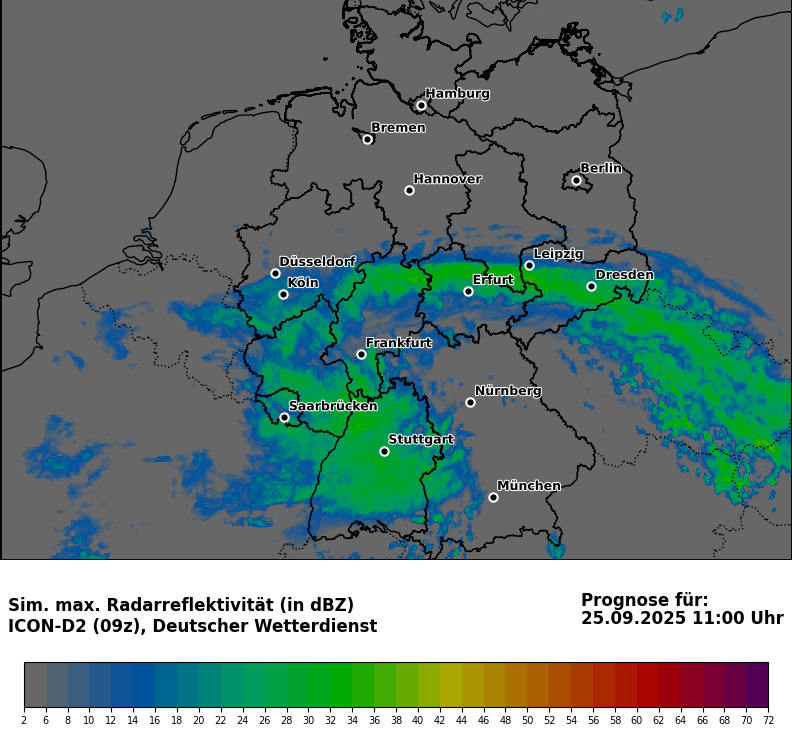 Hamburg
Bremen
Berlin
Hannover
Leipzig
Düsseldorf
Dresden
Köln
Erfurt
Frankfurt
Nürnberg
Saarbrücken
Stuttgart
München
Sim. max. Radarreflektivität (in dBZ)
ICON-D2 (09z), Deutscher Wetterdienst
Prognose für:
25.09.2025 11:00 Uhr
2 6 8 10 12 14 16 18 20 22 24 26 28 30 32 34 36 38 40 42 44 46 48 50 52 54 56 58 60 62 64 66 68 70 72